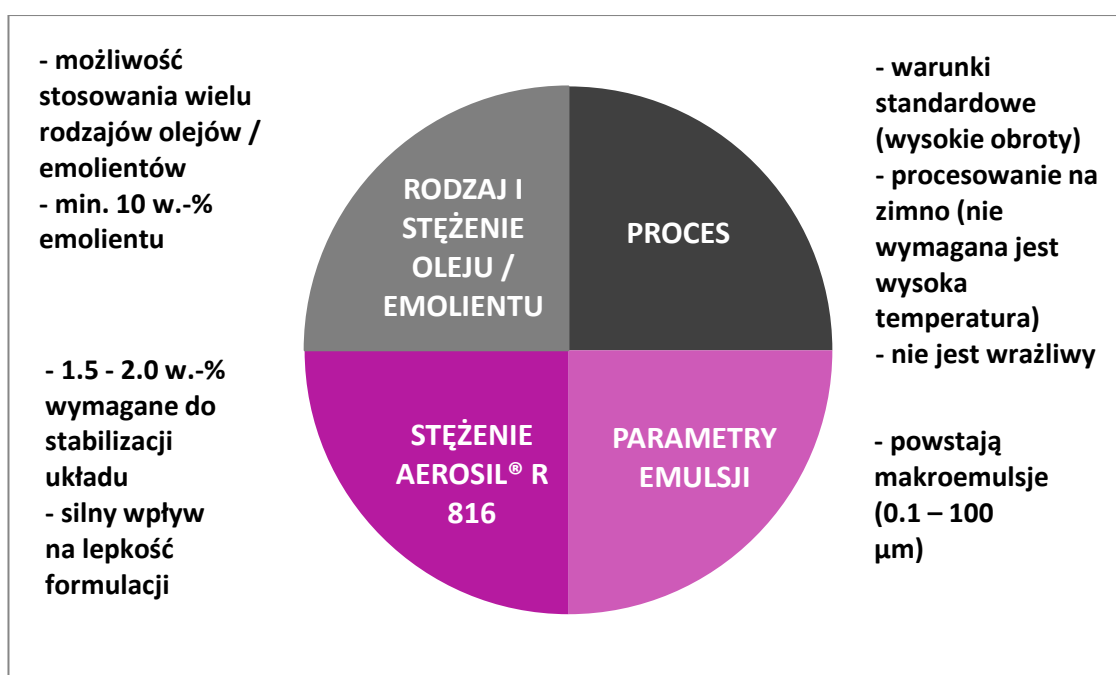 - możliwość
stosowania wielu
rodzajów olejów /
emolientów
- min. 10 w.-%
emolientu
RODZAJ I
STĘŻENIE
OLEJU /
EMOLIENTU
PROCES
- warunki
standardowe
(wysokie obroty)
- procesowanie na
zimno (nie
wymagana jest
wysoka
temperatura)
- nie jest wrażliwy
- 1.5 - 2.0 w.-%
wymagane do
stabilizacji
układu
- silny wpływ
na lepkość
formulacji
STĘŻENIE
AEROSIL® R
816
PARAMETRY
EMULSJI
- powstają
makroemulsje
(0.1 – 100
µm)